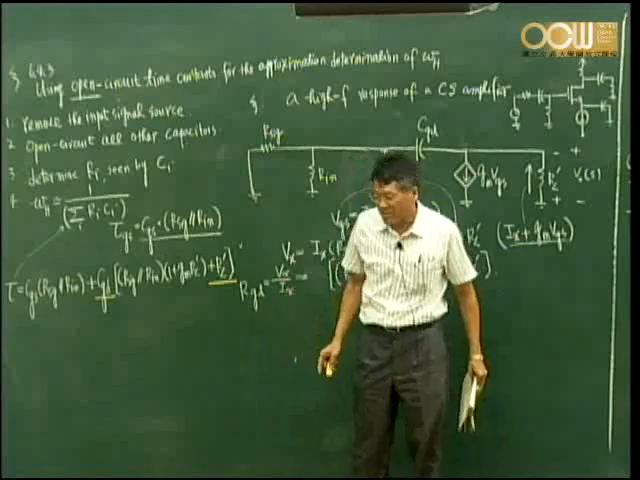 OCW
§ 6.4.3
Using open-circuit time contents for the approximation determination of ω_H
1. remove the input signal source
2. Open-circuit all other capacitors
3. determine R_i seen by C_i
4. ω_H ≈ 1 / (Σ R_i C_i)
τ_gs = C_gs · (R_sig // R_in)
τ = C_gs (R_sig // R_in) + C_gd [(R_sig // R_in)(1 + g_m R_L') + R_L']
a high-f response of a CS amplifier
R_sig
C_gd
R_in
g_m V_gs
R_L'
V_o(s)
+
-
(I_x + g_m V_gs)
V_x = I_x (R
R_L'
R_gd = V_x / I_x = [(